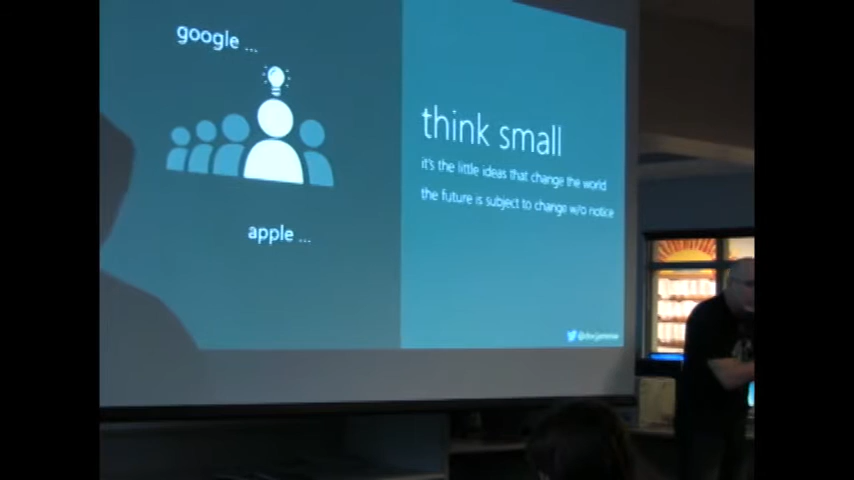 google ...
apple ...
think small
it's the little ideas that change the world
the future is subject to change w/o notice